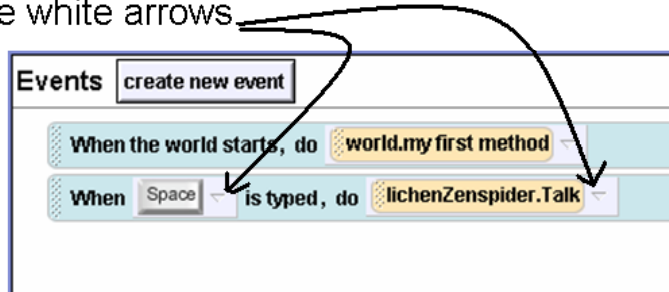 e white arrows
Events create new event
When the world starts, do world.my first method
When Space is typed, do lichenZenspider.Talk